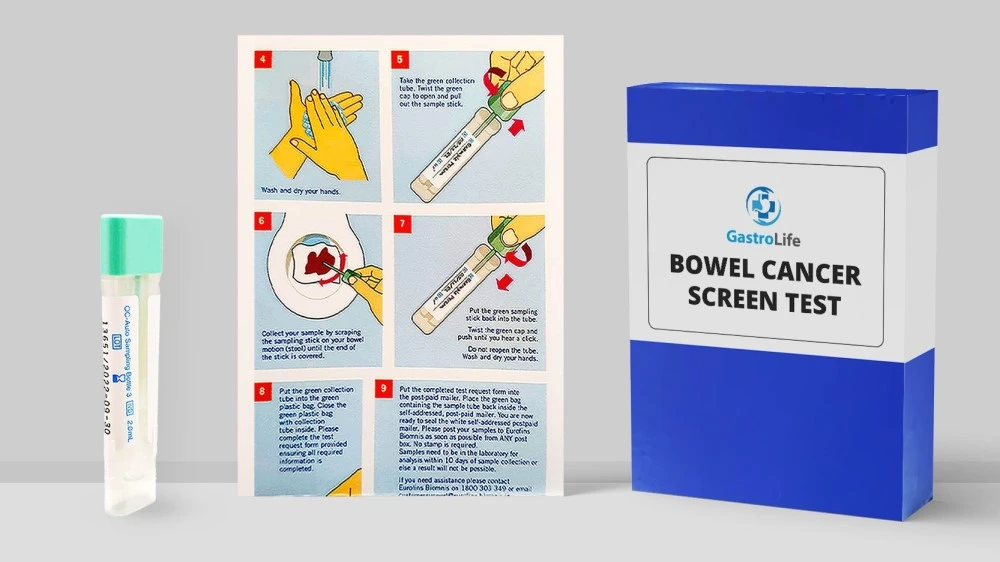 OC-Auto Sampling Bottle 3
LOT
2.0mL
13651/2022-09-30
4
Wash and dry your hands.
5
Take the green collection
tube. Twist the green
cap to open and pull
out the sample stick.
6
Collect your sample by scraping
the sampling stick on your bowel
motion (stool) until the end of
the stick is covered.
7
Put the green sampling
stick back into the tube.
Twist the green cap and
push until you hear a click.
Do not reopen the tube.
Wash and dry your hands.
8
Put the green collection
tube into the green
plastic bag. Close the
green plastic bag
with collection
tube inside. Please
complete the test
request form provided
ensuring all required
information is
completed.
9
Put the completed test request form into
the post-paid mailer. Place the green bag
containing the sample tube back inside the
self-addressed, post-paid mailer. You are now
ready to seal the white self-addressed postpaid
mailer. Please post your samples to Eurofins
Biomnis as soon as possible from ANY post
box. No stamp is required.
Samples need to be in the laboratory for
analysis within 10 days of sample collection or
else a result will not be possible.
If you need assistance please contact
Eurofins Biomnis on 1800 303 349 or email
GastroLife
BOWEL CANCER
SCREEN TEST